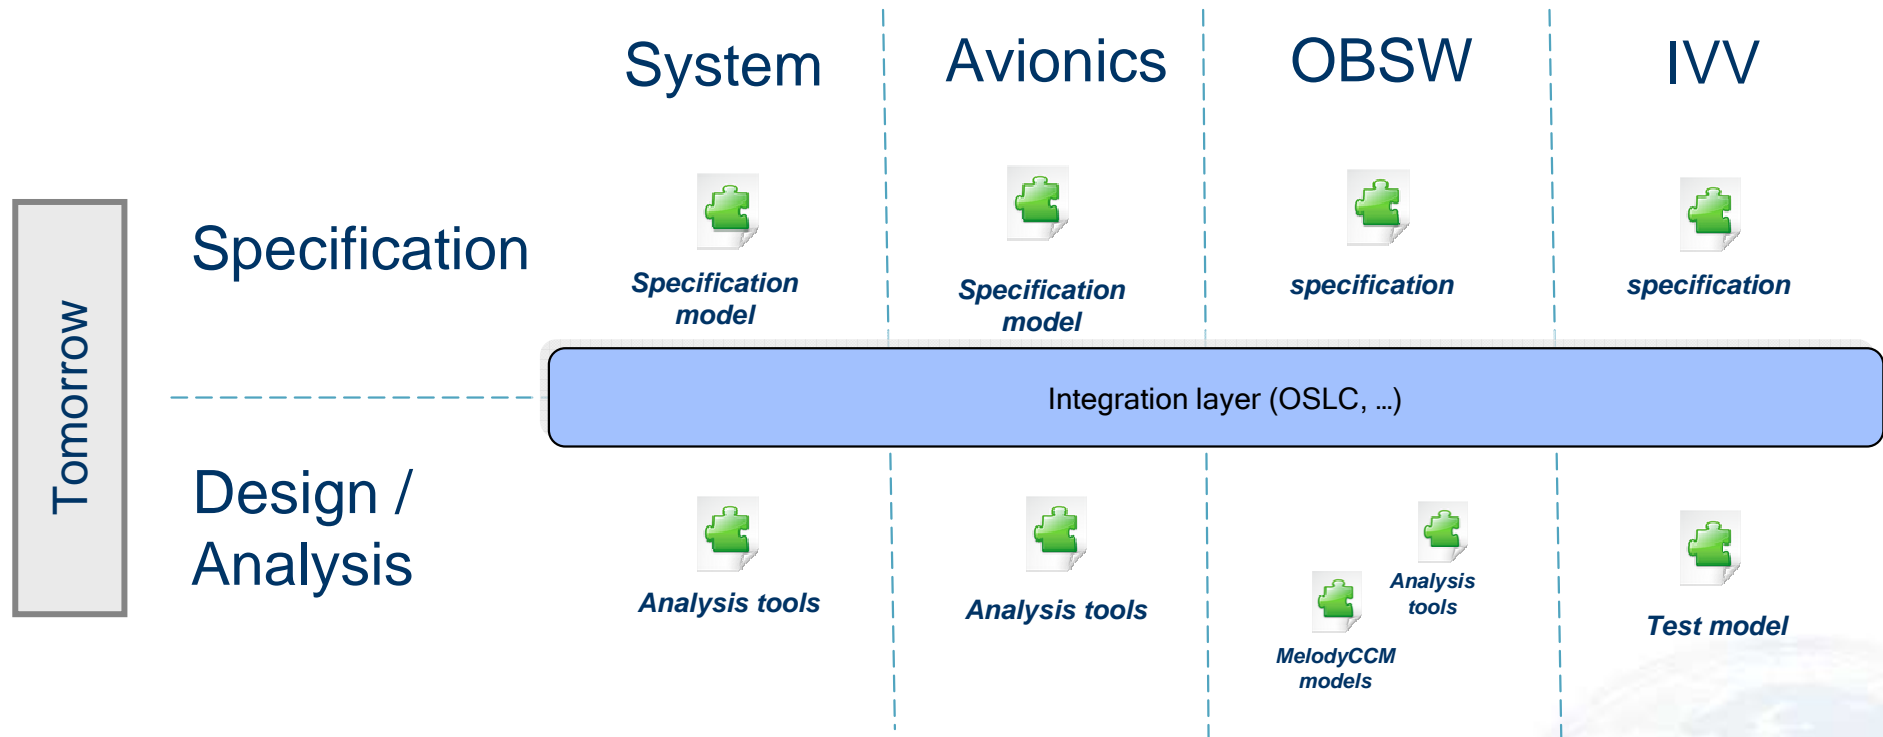 System
Avionics
OBSW
IVV
Tomorrow
Specification
Specification
model
Specification
model
specification
specification
Integration layer (OSLC, ...)
Design /
Analysis
Analysis tools
Analysis tools
Analysis
tools
MelodyCCM
models
Test model